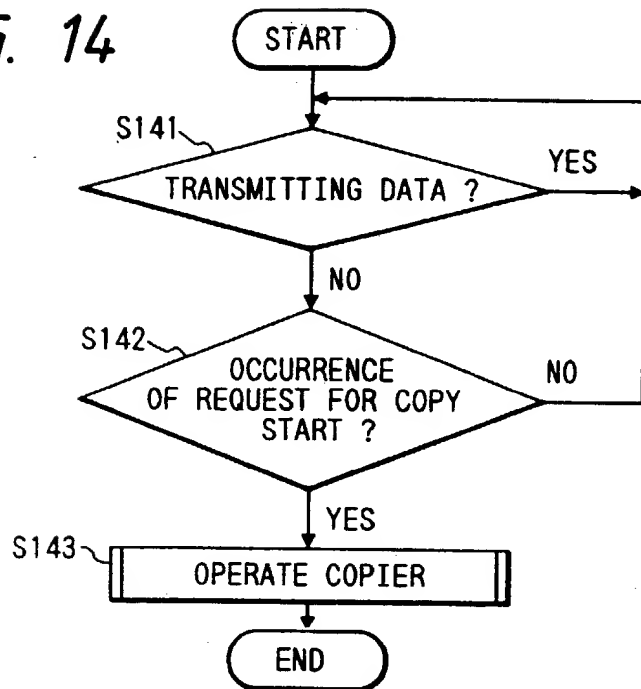 G. 14
START
S141
TRANSMITTING DATA ?
YES
NO
S142
OCCURRENCE
OF REQUEST FOR COPY
START ?
NO
YES
S143
OPERATE COPIER
END